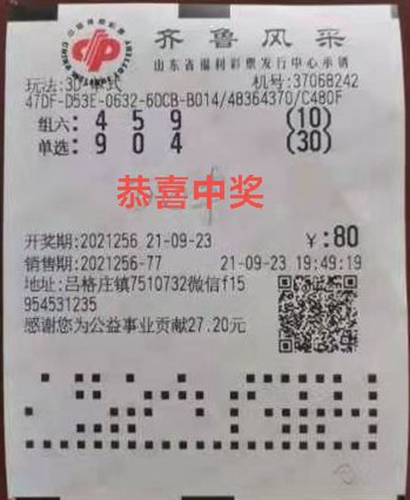 齐鲁风采
山东省福利彩票发行中心承销
玩法:3D 单式 机号:37068242
47DF-D53E-0632-6DCB-B014/48364370/C480F
组六: 4 5 9 (10)
单选: 9 0 4 (30)
恭喜中奖
开奖期:2021256 21-09-23 ¥:80
销售期:2021256-77 21-09-23 19:49:19
地址:吕格庄镇7510732微信f15
954531235
感谢您为公益事业贡献27.20元